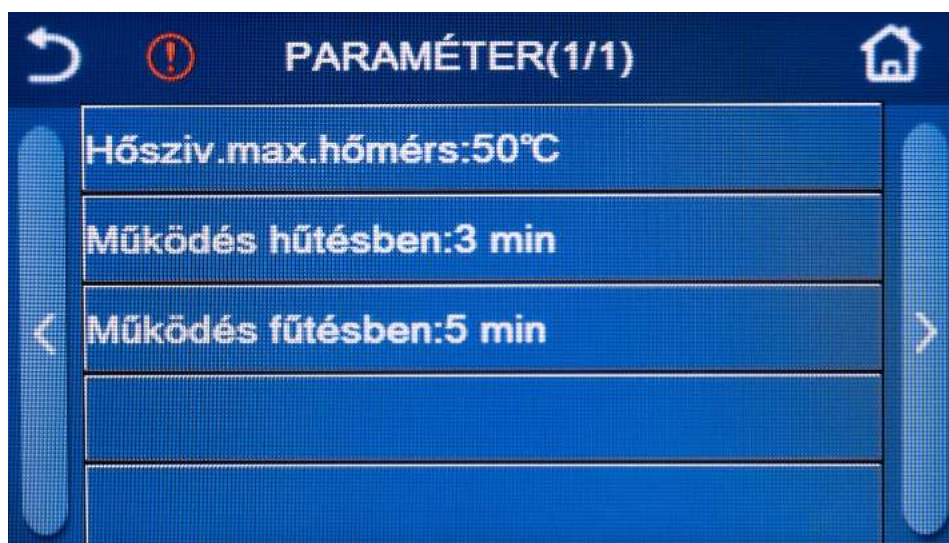 PARAMÉTER(1/1)
Hősziv.max.hőmérs:50℃
Működés hűtésben:3 min
Működés fűtésben:5 min